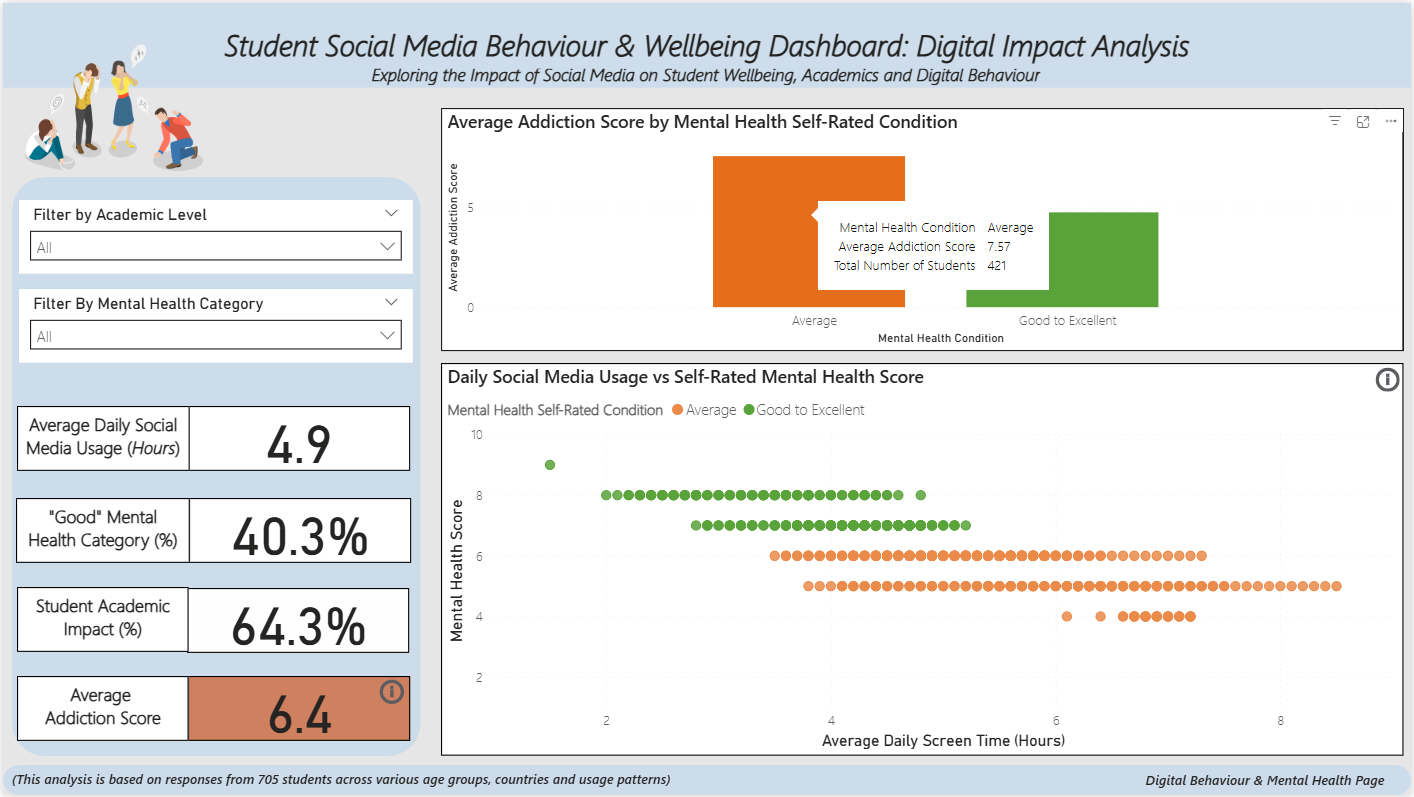 Student Social Media Behaviour & Wellbeing Dashboard: Digital Impact Analysis
Exploring the Impact of Social Media on Student Wellbeing, Academics and Digital Behaviour
Filter by Academic Level
All
Filter By Mental Health Category
All
Average Daily Social
Media Usage (Hours)
4.9
"Good" Mental
Health Category (%)
40.3%
Student Academic
Impact (%)
64.3%
Average
Addiction Score
6.4
Average Addiction Score by Mental Health Self-Rated Condition
Average Addiction Score
5
0
Mental Health Condition Average
Average Addiction Score 7.57
Total Number of Students 421
Average Good to Excellent
Mental Health Condition
Daily Social Media Usage vs Self-Rated Mental Health Score
Mental Health Self-Rated Condition Average Good to Excellent
Mental Health Score
10
8
6
4
2
2 4 6 8
Average Daily Screen Time (Hours)
(This analysis is based on responses from 705 students across various age groups, countries and usage patterns)
Digital Behaviour & Mental Health Page